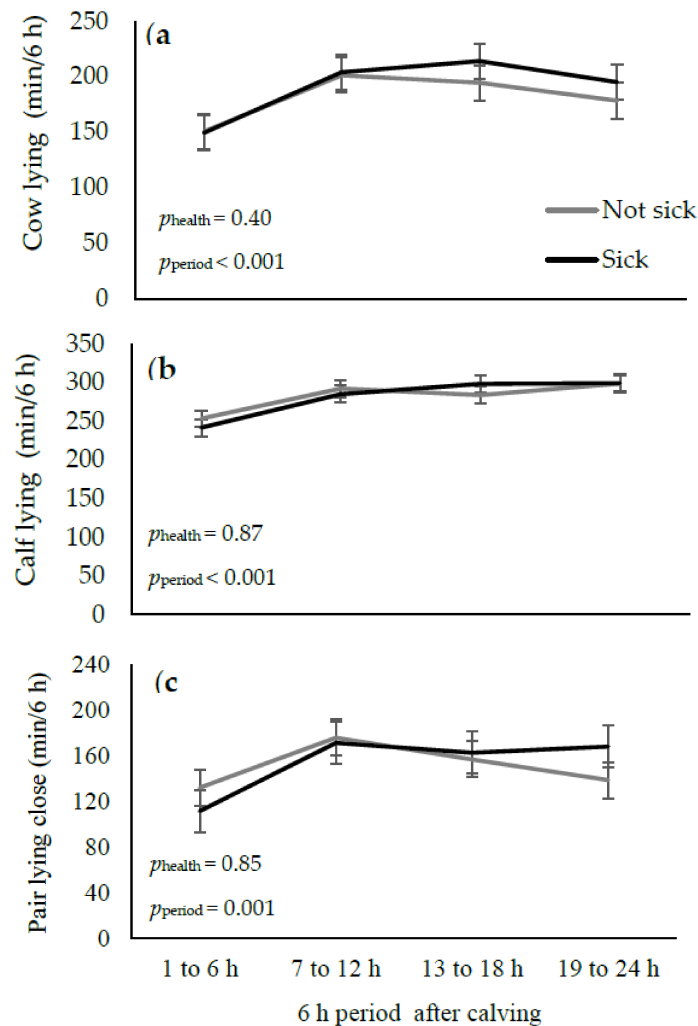 (a
Cow lying (min/6 h)
250
200
150
100
50
0
phealth = 0.40
pperiod < 0.001
Not sick
Sick
(b
Calf lying (min/6 h)
350
300
250
200
150
100
50
0
phealth = 0.87
pperiod < 0.001
(c
Pair lying close (min/6 h)
240
200
160
120
80
40
0
phealth = 0.85
pperiod = 0.001
1 to 6 h 7 to 12 h 13 to 18 h 19 to 24 h
6 h period after calving